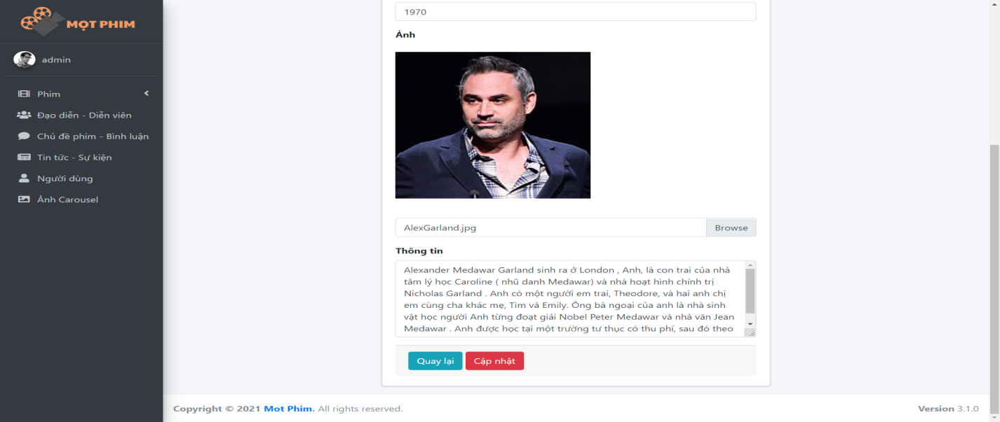 MỌT PHIM
admin
Phim
Đạo diễn - Diễn viên
Chủ đề phim - Bình luận
Tin tức - Sự kiện
Người dùng
Ảnh Carousel
1970
Ảnh
AlexGarland.jpg
Browse
Thông tin
Alexander Medawar Garland sinh ra ở London , Anh, là con trai của nhà
tâm lý học Caroline ( nhũ danh Medawar) và nhà hoạt hình chính trị
Nicholas Garland . Anh có một người em trai, Theodore, và hai anh chị
em cùng cha khác mẹ, Tim và Emily. Ông bà ngoại của anh là nhà sinh
vật học người Anh từng đoạt giải Nobel Peter Medawar và nhà văn Jean
Medawar . Anh được học tại một trường tư thục có thu phí, sau đó theo
Quay lại
Cập nhật
Copyright © 2021 Mot Phim. All rights reserved.
Version 3.1.0